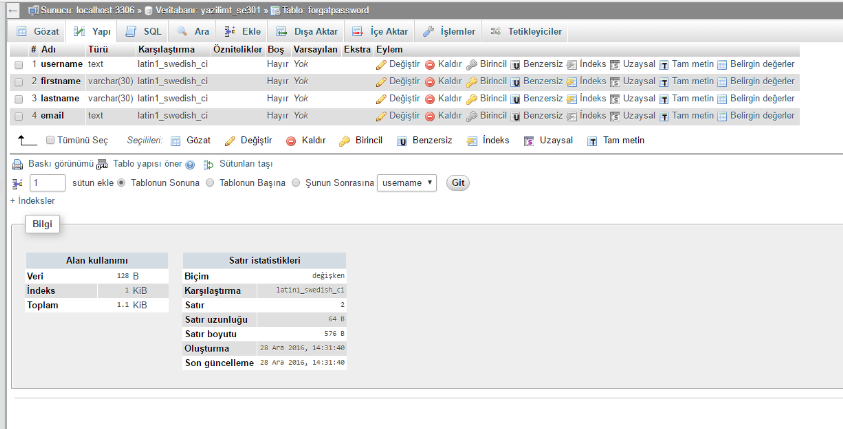 Sunucu: localhost:3306 » Veritabanı: yazilimt_se301 » Tablo: forgatpassword
Gözat Yapı SQL Ara Ekle Dışa Aktar İçe Aktar İşlemler Tetikleyiciler
# Adı Türü Karşılaştırma Öznitelikler Boş Varsayılan Ekstra Eylem
1 username text latin1_swedish_ci Hayır Yok Değiştir Kaldır Birincil Benzersiz İndeks Uzaysal Tam metin Belirgin değerler
2 firstname varchar(30) latin1_swedish_ci Hayır Yok Değiştir Kaldır Birincil Benzersiz İndeks Uzaysal Tam metin Belirgin değerler
3 lastname varchar(30) latin1_swedish_ci Hayır Yok Değiştir Kaldır Birincil Benzersiz İndeks Uzaysal Tam metin Belirgin değerler
4 email text latin1_swedish_ci Hayır Yok Değiştir Kaldır Birincil Benzersiz İndeks Uzaysal Tam metin Belirgin değerler
Tümünü Seç Seçilileri: Gözat Değiştir Kaldır Birincil Benzersiz İndeks Uzaysal Tam metin
Baskı görünümü Tablo yapısı öner Sütunları taşı
1 sütun ekle Tablonun Sonuna Tablonun Başına Şunun Sonrasına username Git
+ İndeksler
Bilgi
Alan kullanımı
Veri 128 B
İndeks 1 KiB
Toplam 1.1 KiB
Satır istatistikleri
Biçim değişken
Karşılaştırma latin1_swedish_ci
Satır 2
Satır uzunluğu 64 B
Satır boyutu 576 B
Oluşturma 28 Ara 2016, 14:31:40
Son güncelleme 28 Ara 2016, 14:31:40